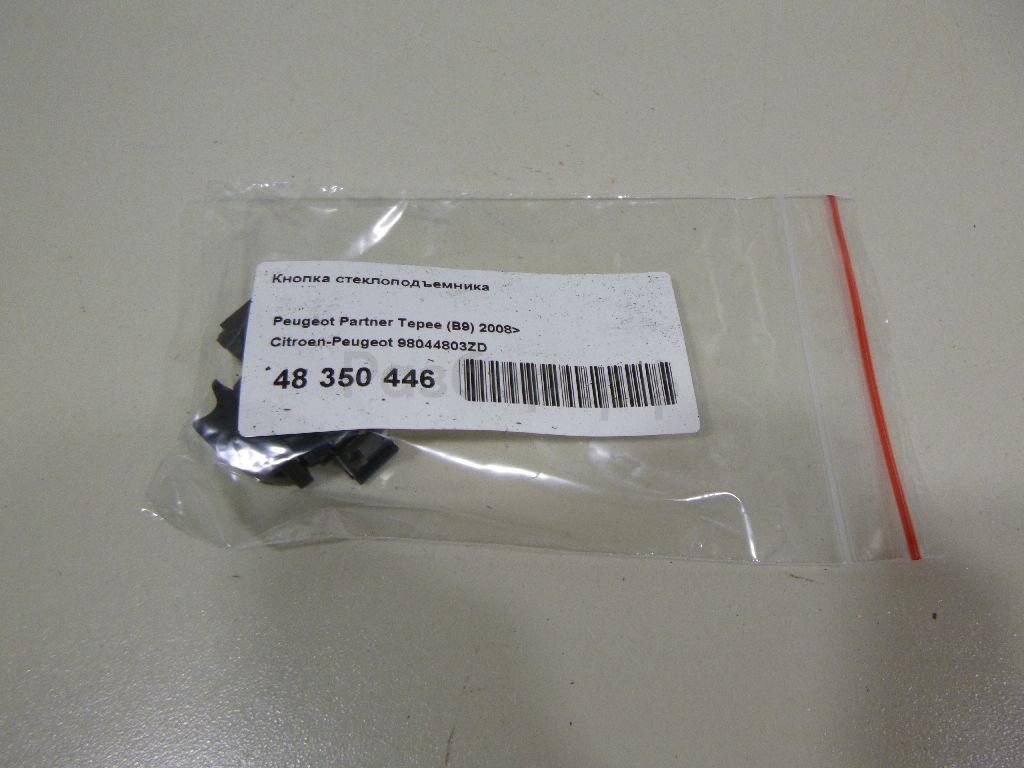 Кнопка стеклоподъемника
Peugeot Partner Tepee (B9) 2008>
Citroen-Peugeot 98044803ZD
48 350 446